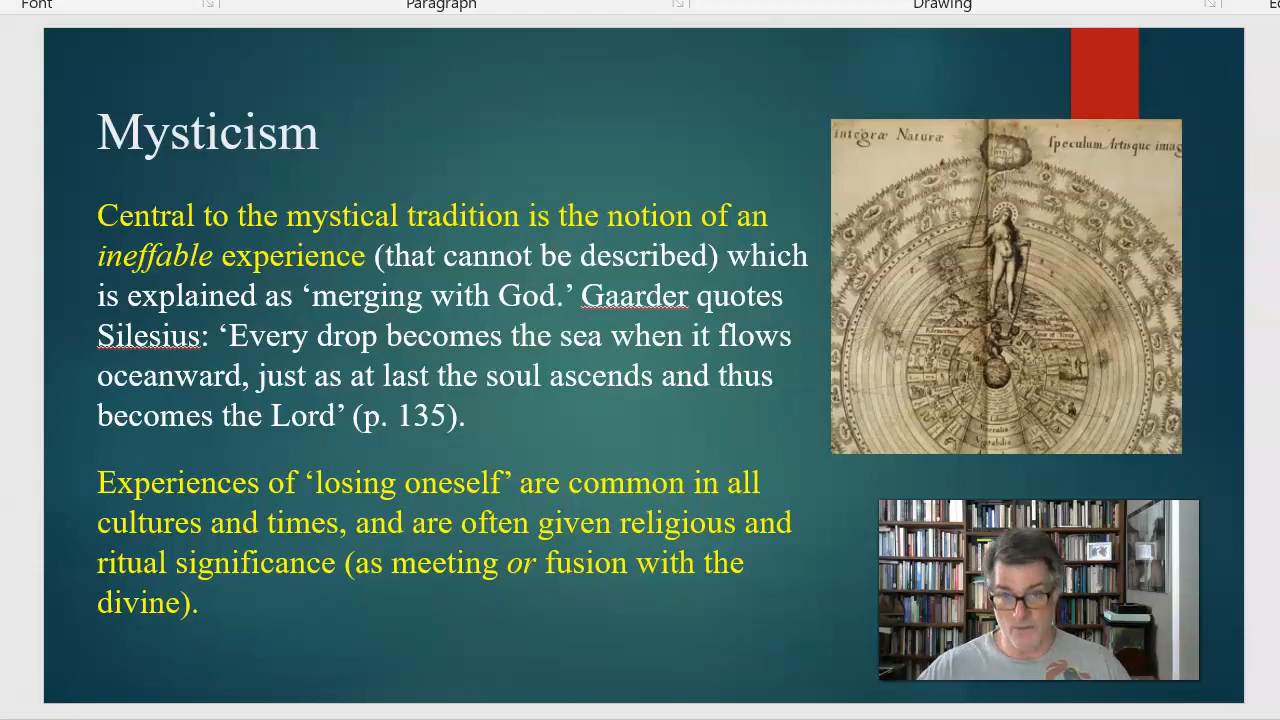 Font Paragraph Drawing
Mysticism
Central to the mystical tradition is the notion of an
ineffable experience (that cannot be described) which
is explained as ‘merging with God.’ Gaarder quotes
Silesius: ‘Every drop becomes the sea when it flows
oceanward, just as at last the soul ascends and thus
becomes the Lord’ (p. 135).
Experiences of ‘losing oneself’ are common in all
cultures and times, and are often given religious and
ritual significance (as meeting or fusion with the
divine).
integræ Naturæ
Speculum Artisque imag